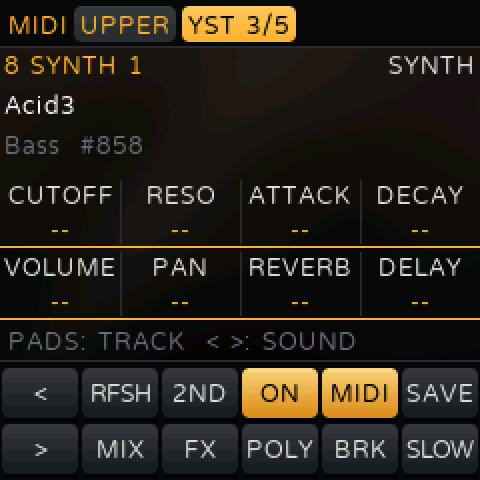 MIDI UPPER YST 3/5
8 SYNTH 1 SYNTH
Acid3
Bass #858
CUTOFF RESO ATTACK DECAY
-- -- -- --
VOLUME PAN REVERB DELAY
-- -- -- --
PADS: TRACK < >: SOUND
< RFSH 2ND ON MIDI SAVE
> MIX FX POLY BRK SLOW